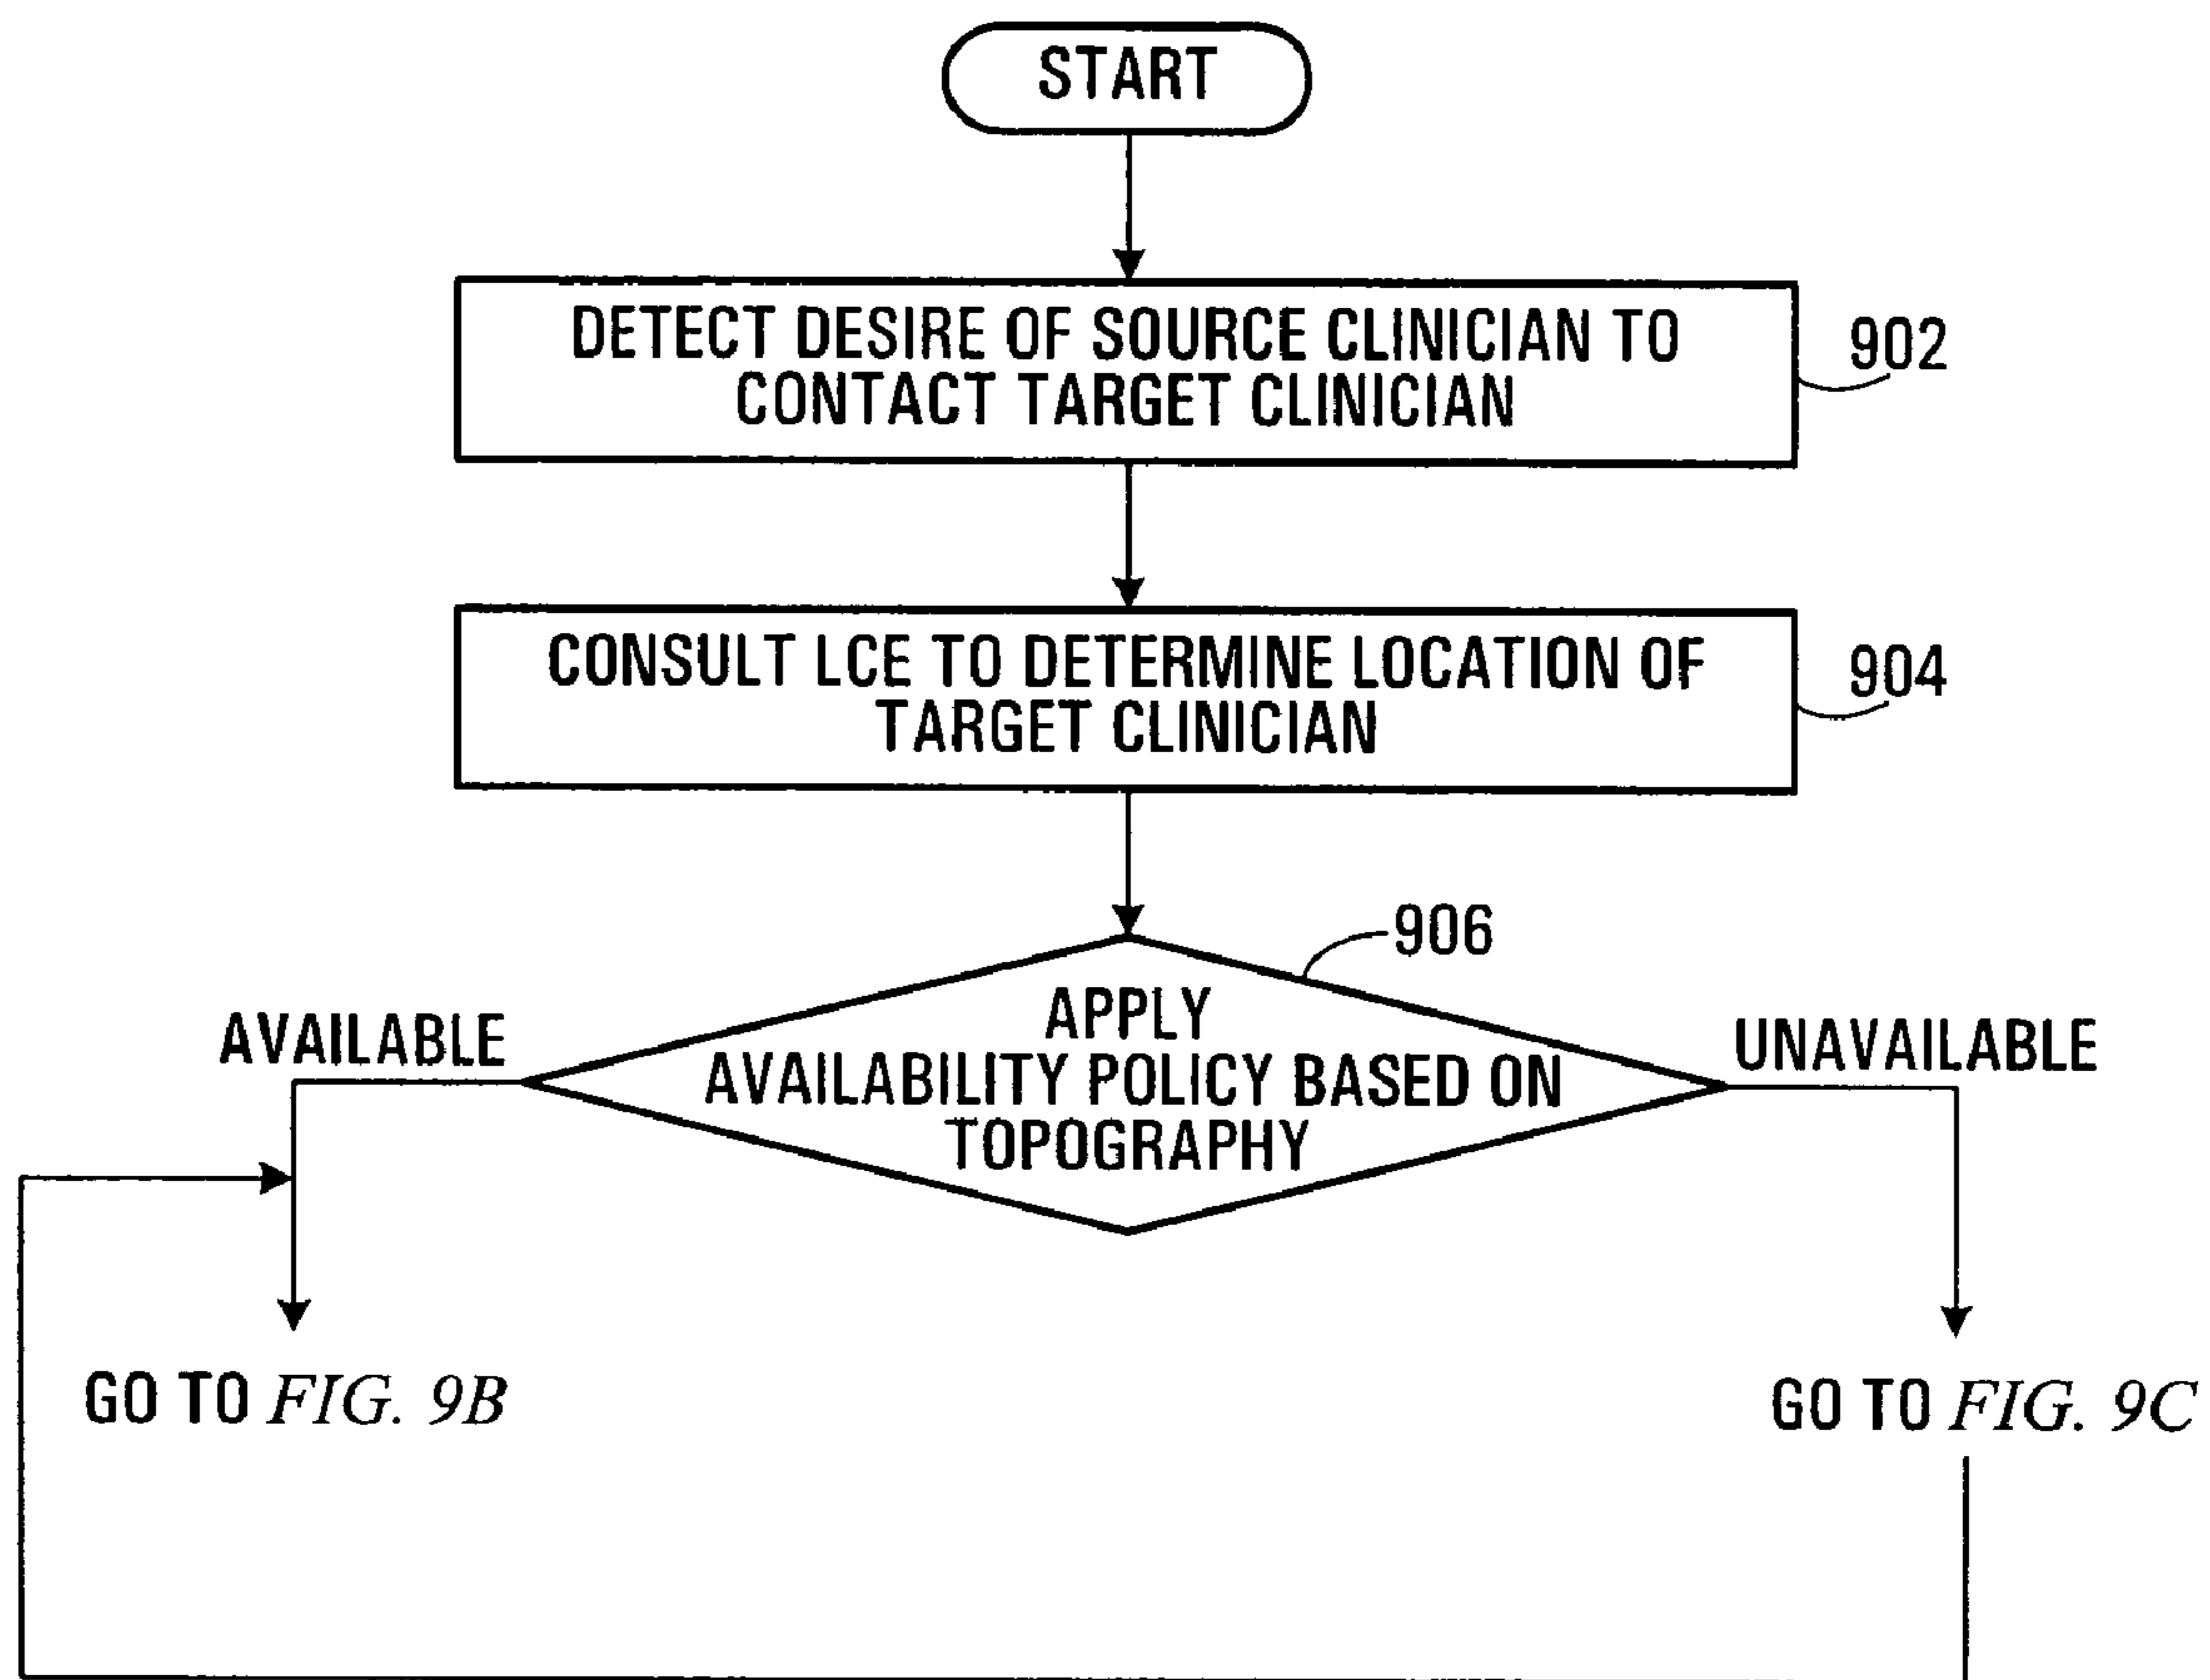 START
DETECT DESIRE OF SOURCE CLINICIAN TO
CONTACT TARGET CLINICIAN
902
CONSULT LCE TO DETERMINE LOCATION OF
TARGET CLINICIAN
904
906
APPLY
AVAILABILITY POLICY BASED ON
TOPOGRAPHY
AVAILABLE
UNAVAILABLE
GO TO FIG. 9B
GO TO FIG. 9C